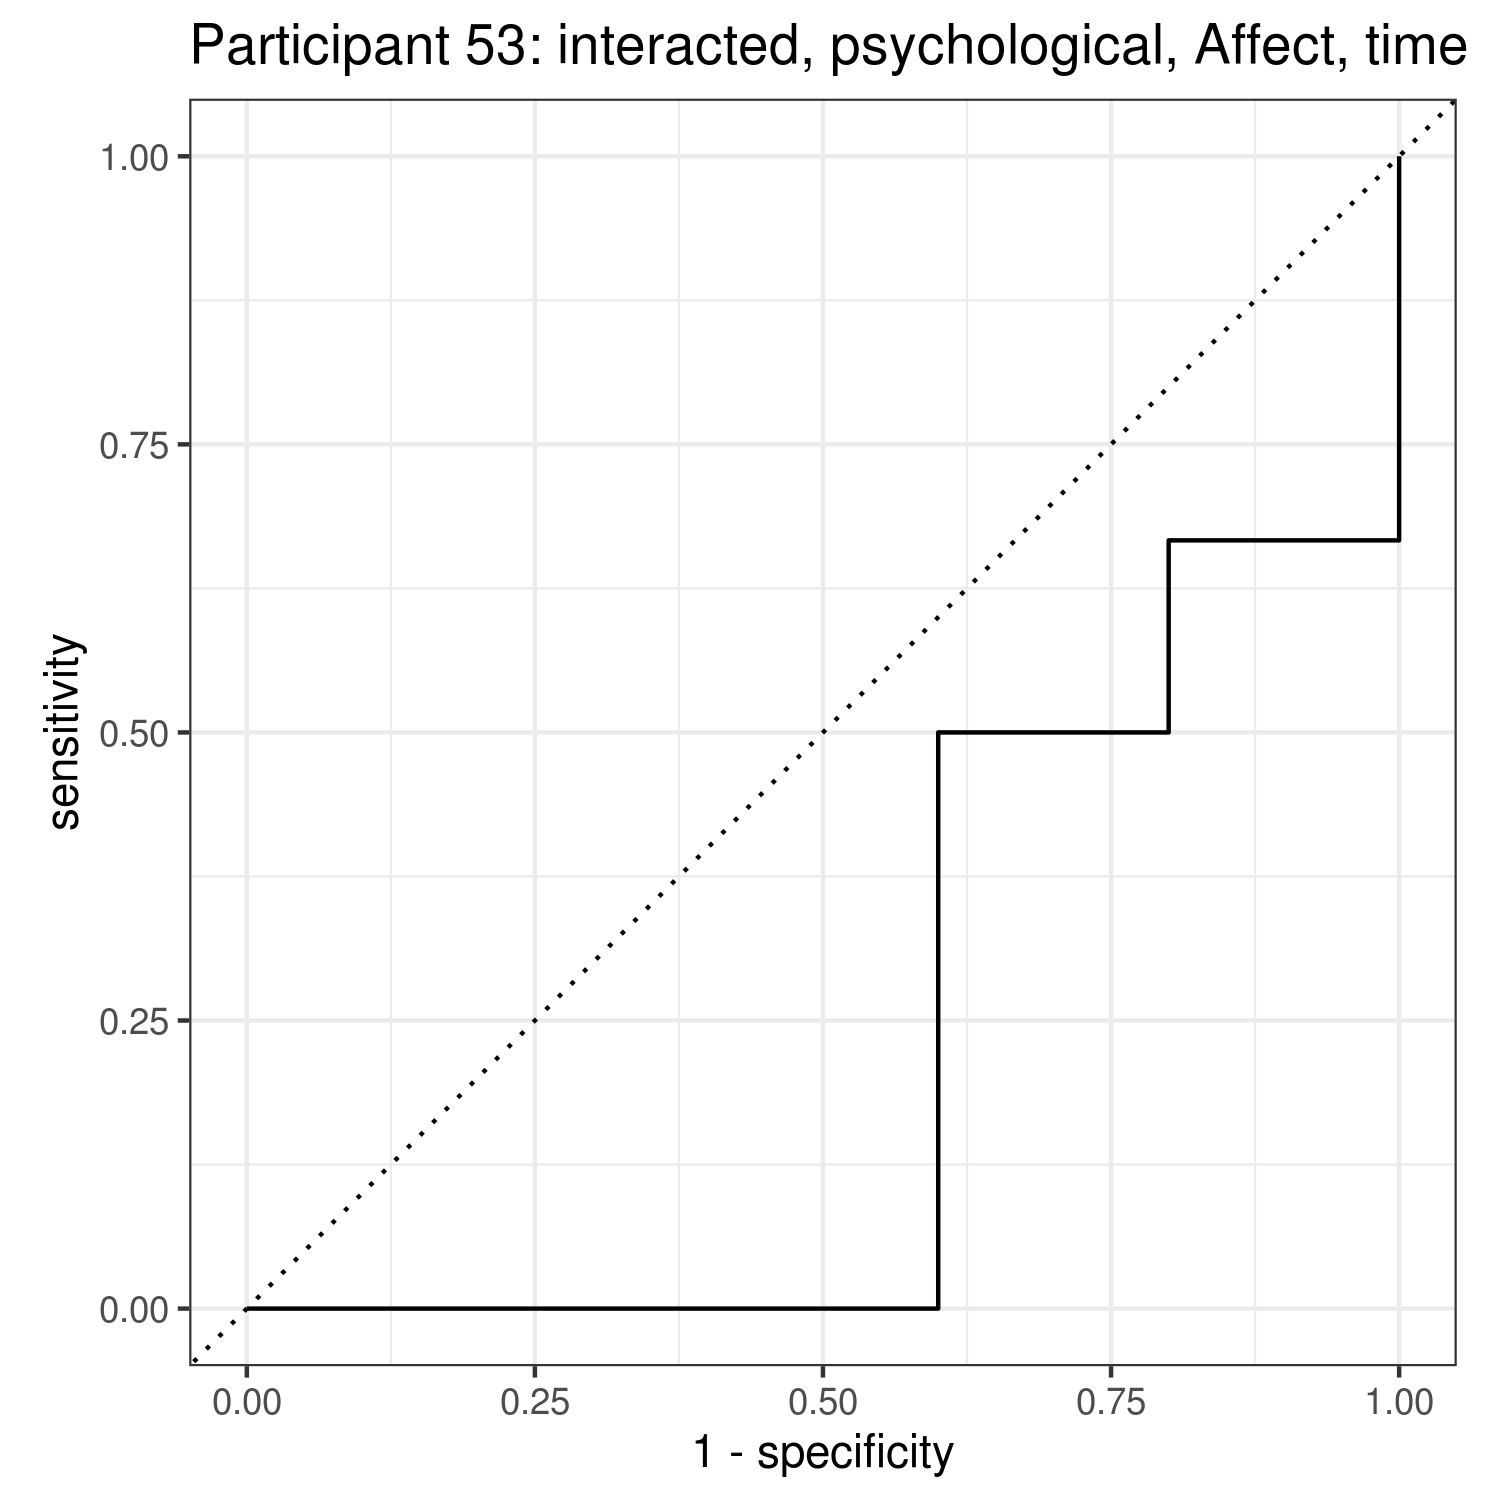 Participant 53: interacted, psychological, Affect, time
1.00
0.75
0.50
0.25
0.00
sensitivity
0.00 0.25 0.50 0.75 1.00
1 - specificity